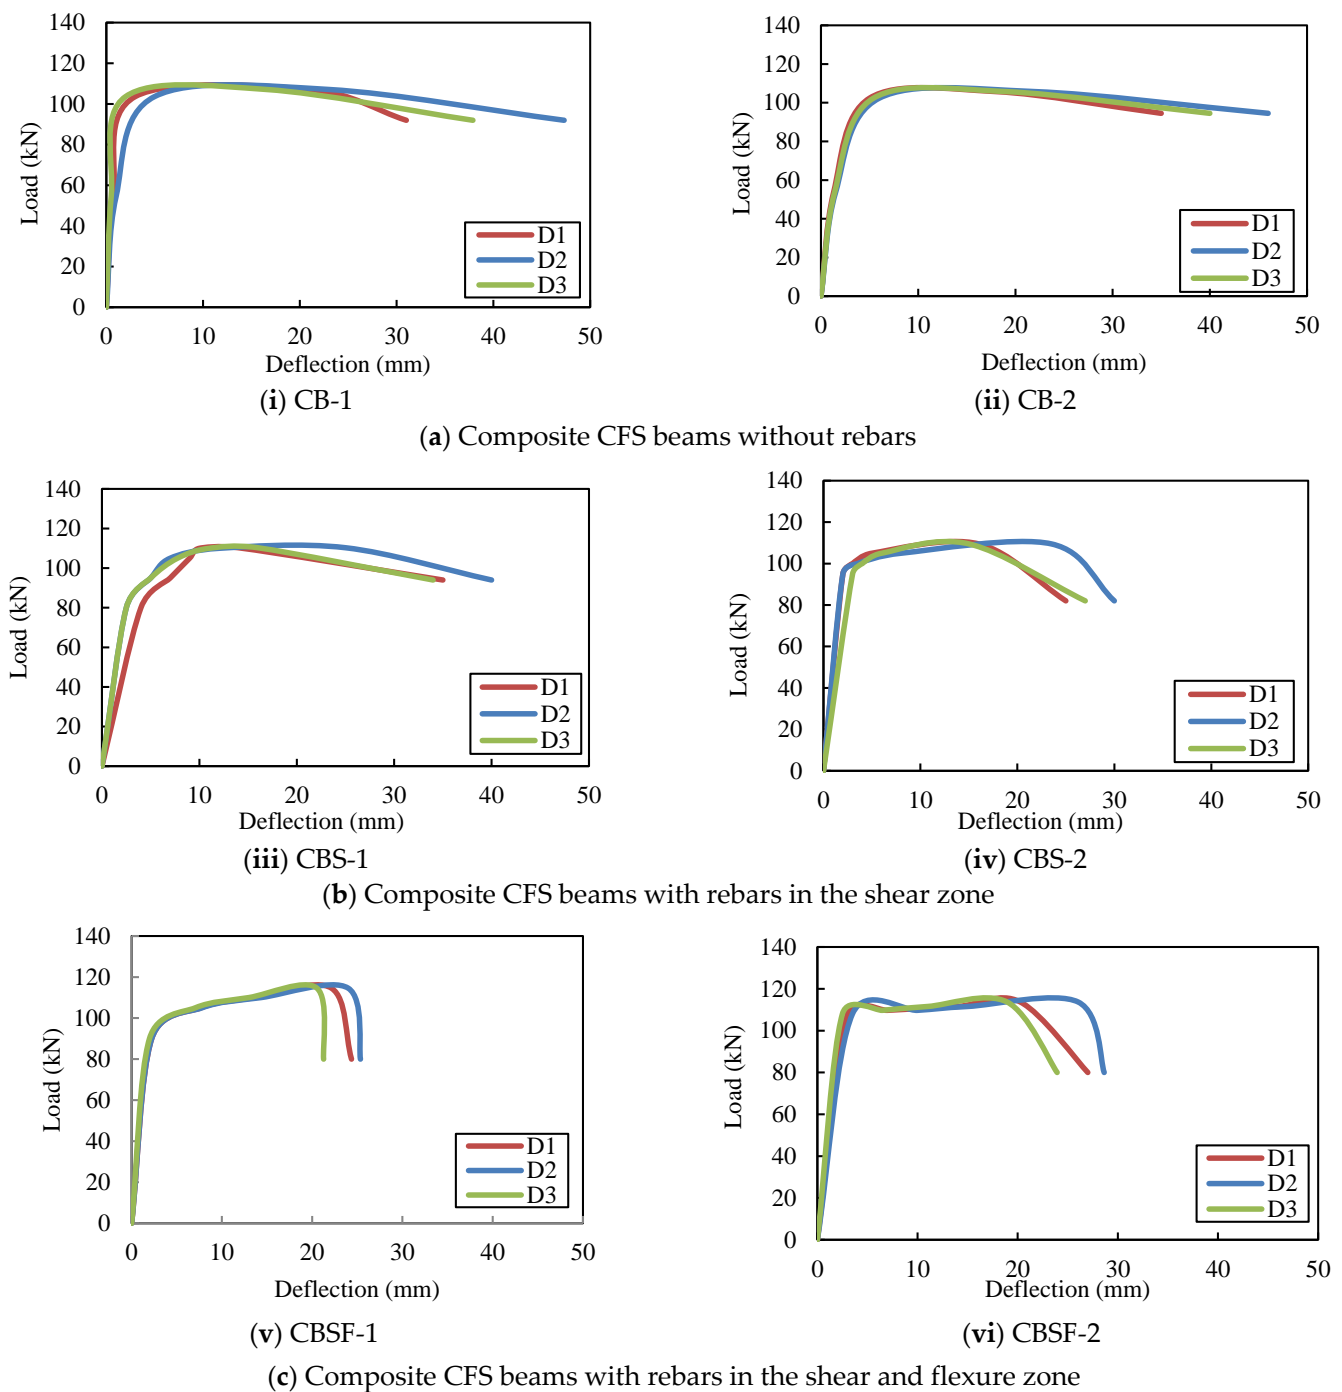 140
120
100
80
60
40
20
0
Load (kN)
D1
D2
D3
0 10 20 30 40 50
Deflection (mm)
(i) CB-1
140
120
100
80
60
40
20
0
Load (kN)
D1
D2
D3
0 10 20 30 40 50
Deflection (mm)
(ii) CB-2
(a) Composite CFS beams without rebars
140
120
100
80
60
40
20
0
Load (kN)
D1
D2
D3
0 10 20 30 40 50
Deflection (mm)
(iii) CBS-1
140
120
100
80
60
40
20
0
Load (kN)
D1
D2
D3
0 10 20 30 40 50
Deflection (mm)
(iv) CBS-2
(b) Composite CFS beams with rebars in the shear zone
140
120
100
80
60
40
20
0
Load (kN)
D1
D2
D3
0 10 20 30 40 50
Deflection (mm)
(v) CBSF-1
140
120
100
80
60
40
20
0
Load (kN)
D1
D2
D3
0 10 20 30 40 50
Deflection (mm)
(vi) CBSF-2
(c) Composite CFS beams with rebars in the shear and flexure zone